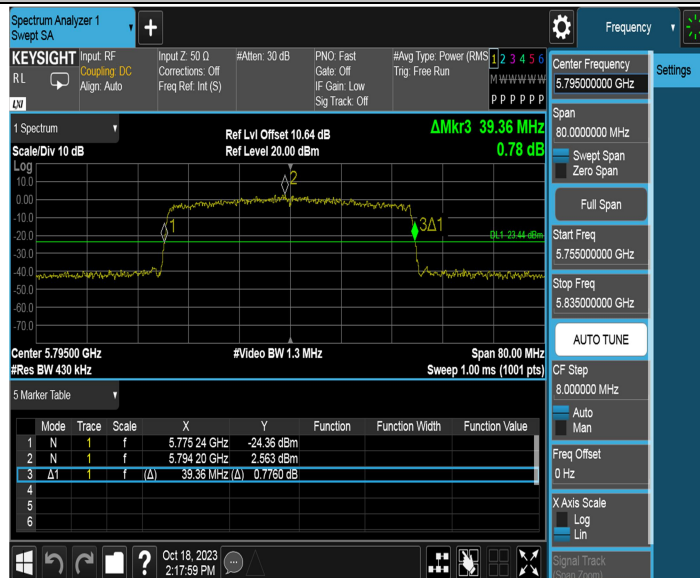 Spectrum Analyzer 1
Swept SA
Frequency
KEYSIGHT
RL
LXI
Input: RF
Coupling: DC
Align: Auto
Input Z: 50 Ω
Corrections: Off
Freq Ref: Int (S)
#Atten: 30 dB
PNO: Fast
Gate: Off
IF Gain: Low
Sig Track: Off
#Avg Type: Power (RMS
Trig: Free Run
1 2 3 4 5 6
M W W W W W
P P P P P P
Center Frequency
5.795000000 GHz
Settings
Span
80.0000000 MHz
Swept Span
Zero Span
Full Span
Start Freq
5.755000000 GHz
Stop Freq
5.835000000 GHz
AUTO TUNE
CF Step
8.000000 MHz
Auto
Man
Freq Offset
0 Hz
X Axis Scale
Log
Lin
Signal Track
(Span Zoom)
1 Spectrum
Scale/Div 10 dB
Ref Lvl Offset 10.64 dB
Ref Level 20.00 dBm
ΔMkr3 39.36 MHz
0.78 dB
Log
10.0
0.00
-10.0
-20.0
-30.0
-40.0
-50.0
-60.0
-70.0
1
2
3Δ1
DL1 -23.44 dBm
Center 5.79500 GHz
#Video BW 1.3 MHz
Span 80.00 MHz
#Res BW 430 kHz
Sweep 1.00 ms (1001 pts)
5 Marker Table
Mode Trace Scale X Y Function Function Width Function Value
1 N 1 f 5.775 24 GHz -24.36 dBm
2 N 1 f 5.794 20 GHz 2.563 dBm
3 Δ1 1 f (Δ) 39.36 MHz (Δ) 0.7760 dB
4
5
6
?
Oct 18, 2023
2:17:59 PM